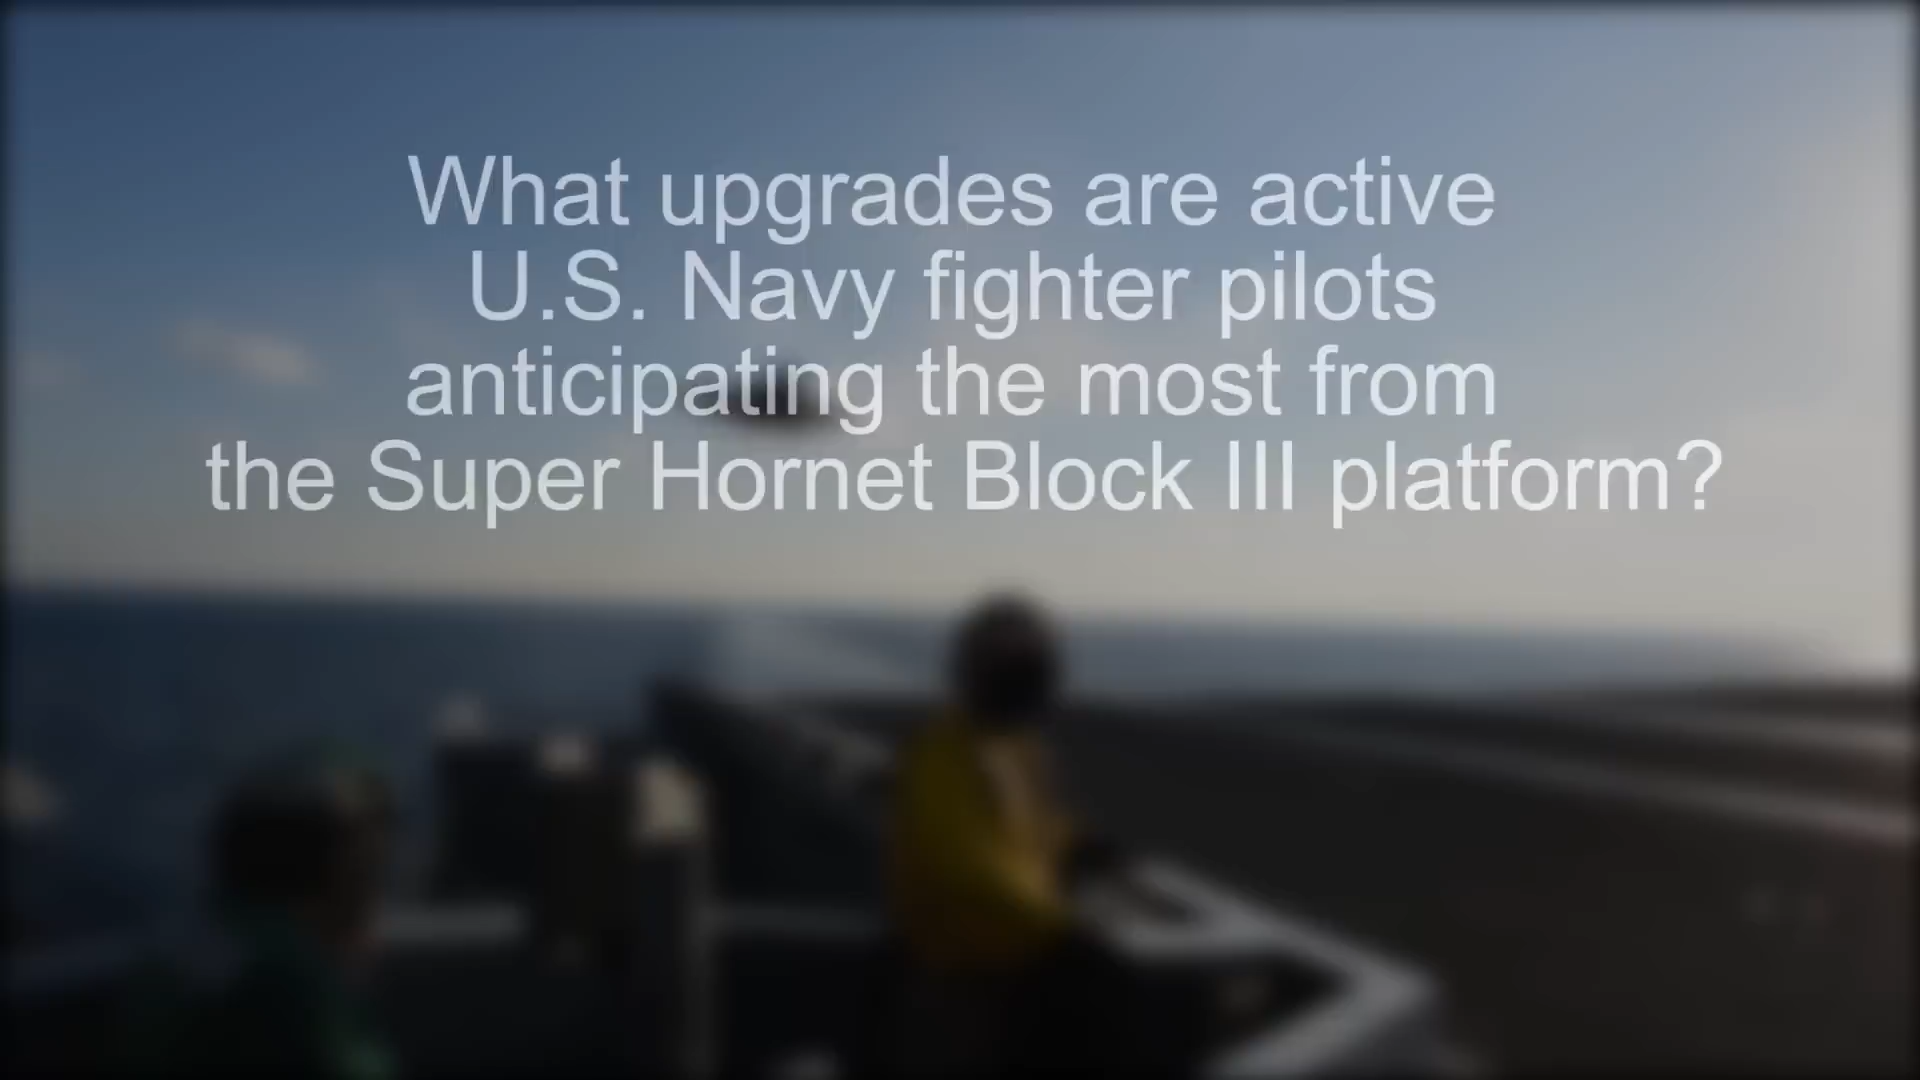 What upgrades are active
U.S. Navy fighter pilots
anticipating the most from
the Super Hornet Block III platform?